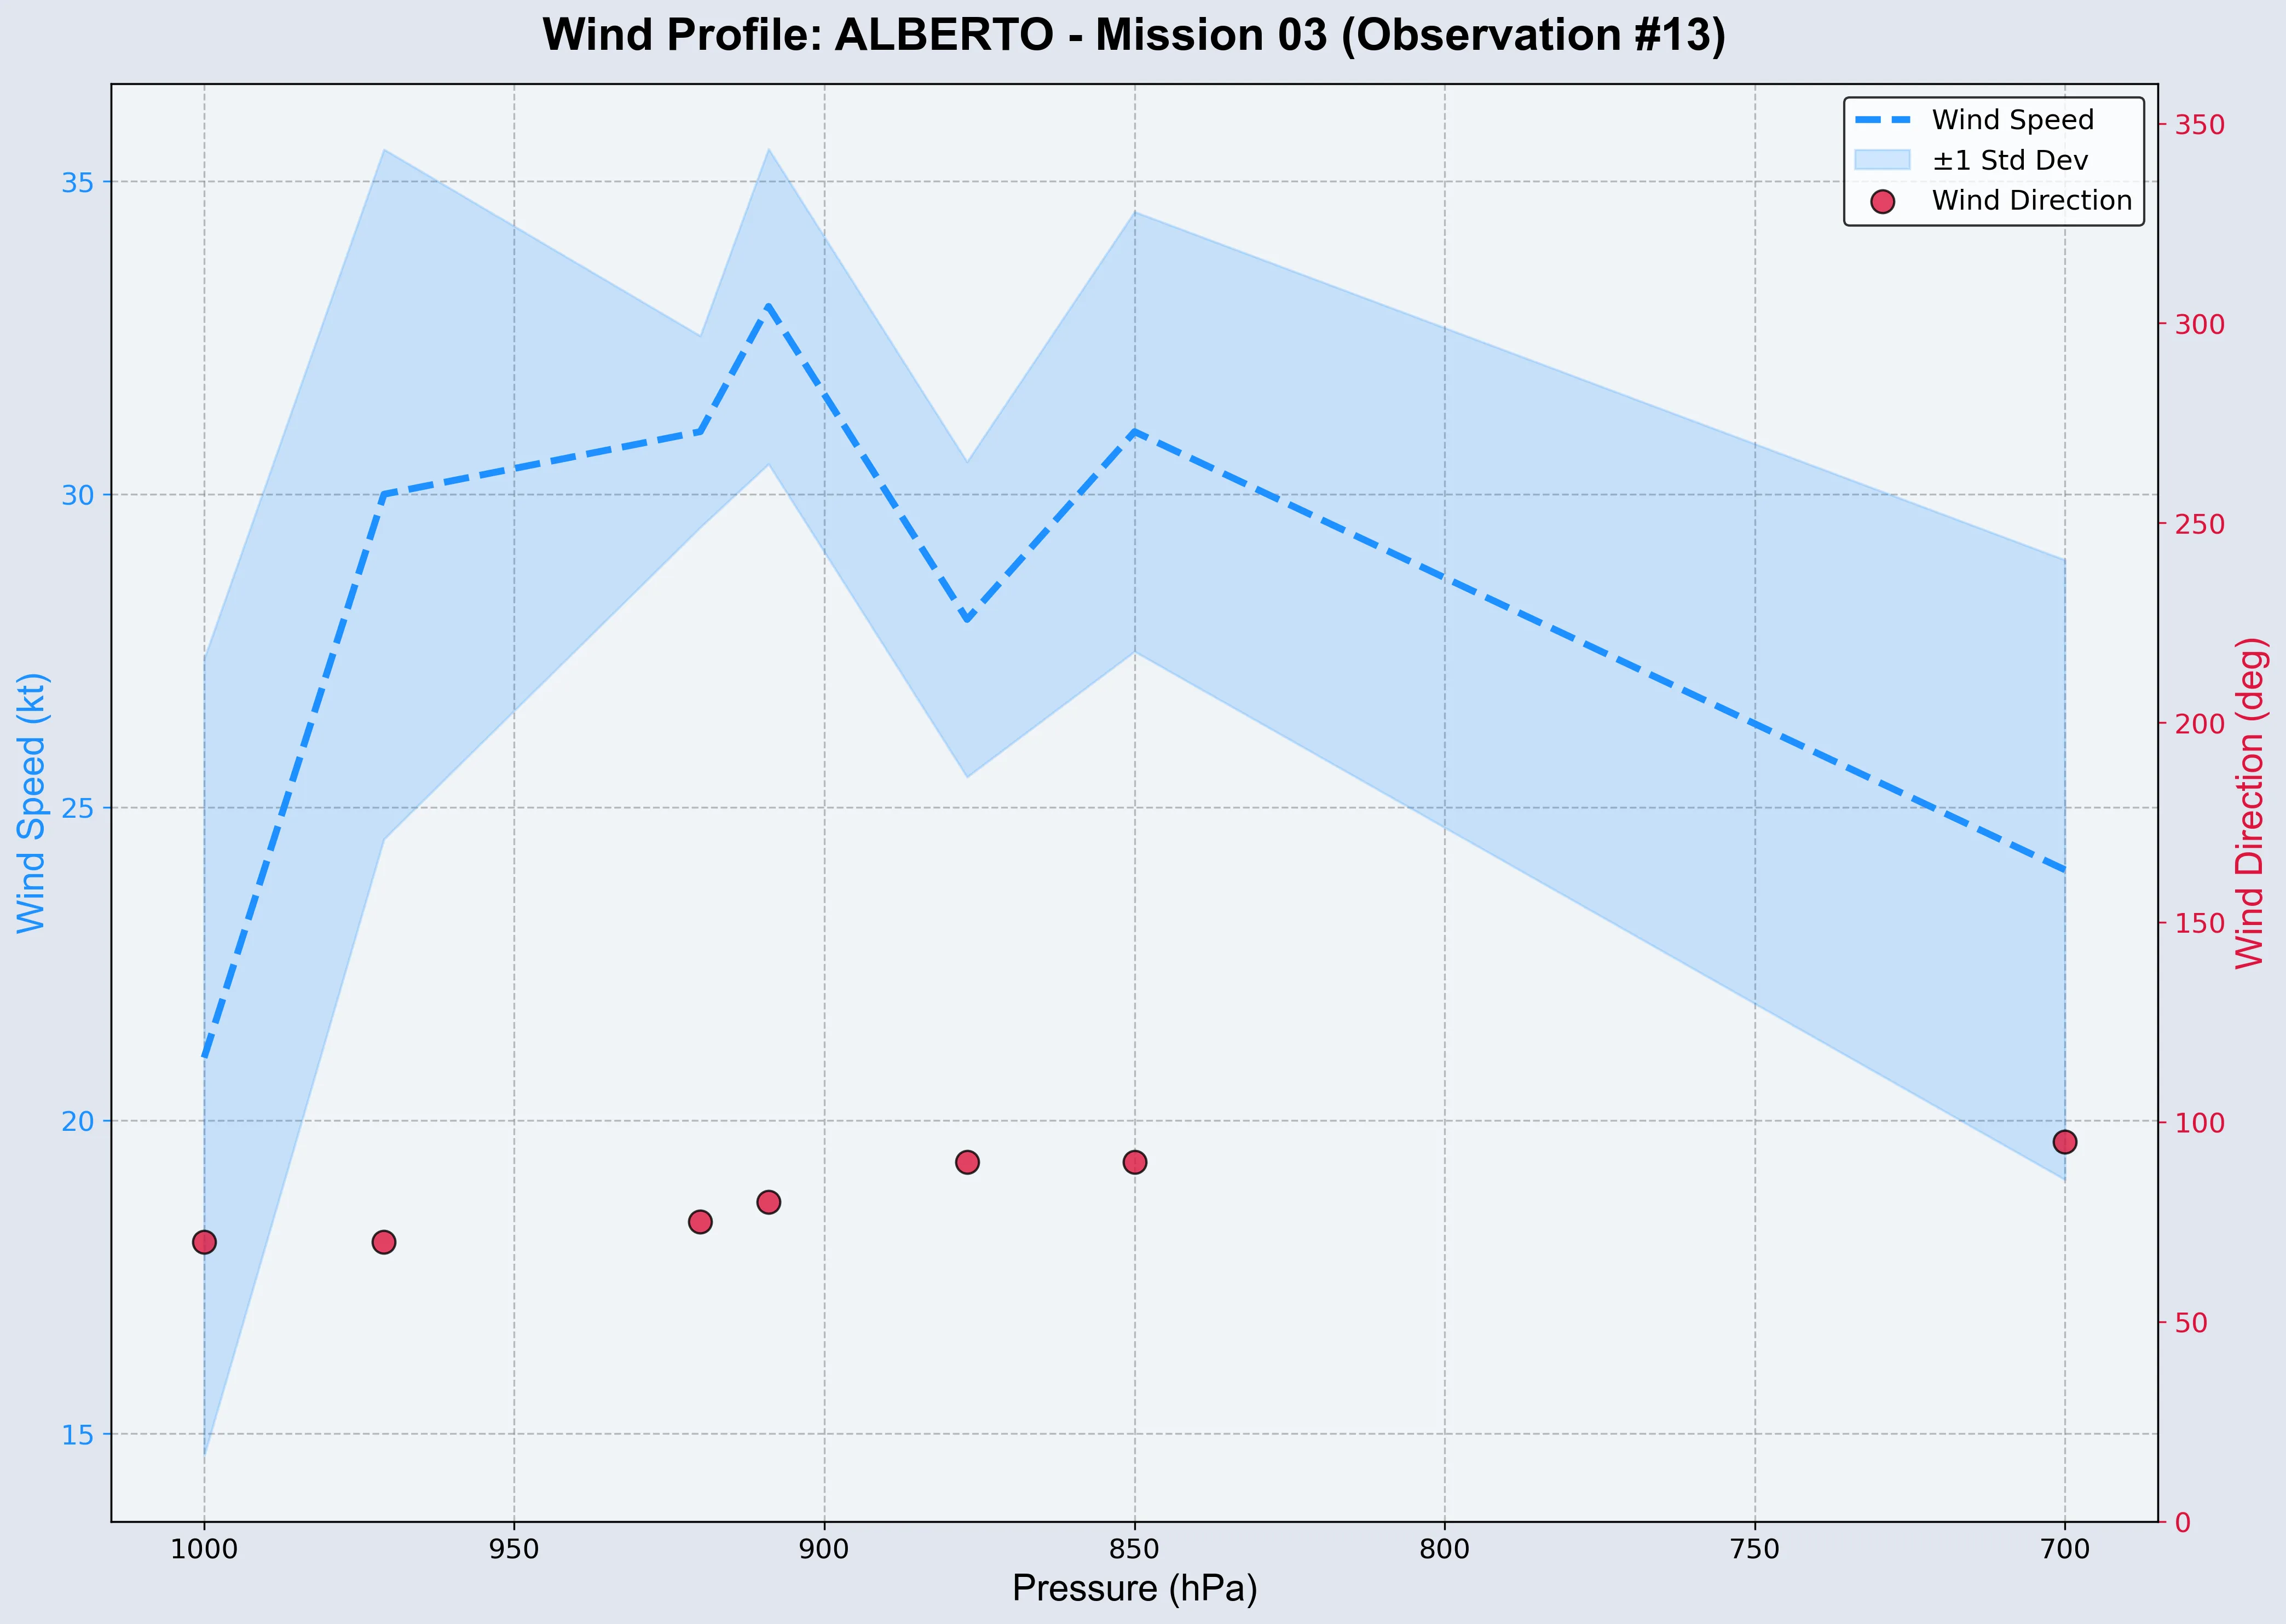 Wind Profile: ALBERTO - Mission 03 (Observation #13)
Wind Speed
±1 Std Dev
Wind Direction
Wind Speed (kt)
35
30
25
20
15
350
300
250
200
150
100
50
0
Wind Direction (deg)
1000 950 900 850 800 750 700
Pressure (hPa)